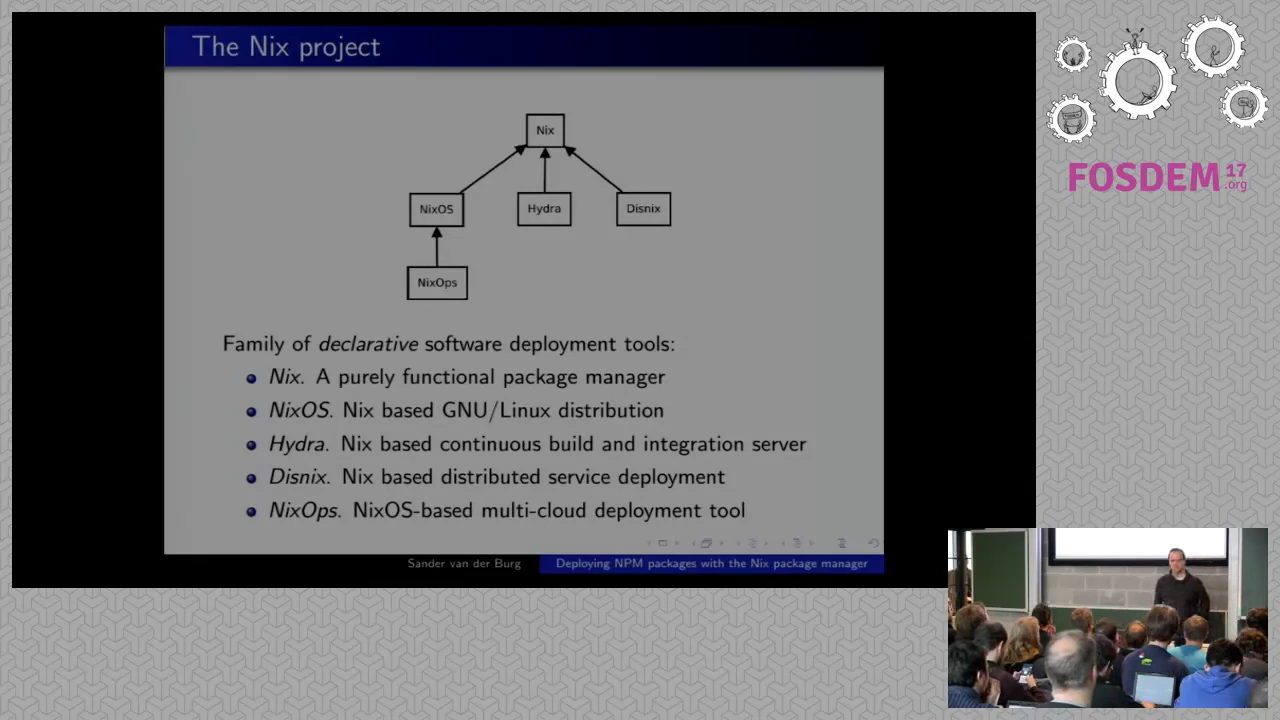 The Nix project
Nix
NixOS
Hydra
Disnix
NixOps
Family of declarative software deployment tools:
Nix. A purely functional package manager
NixOS. Nix based GNU/Linux distribution
Hydra. Nix based continuous build and integration server
Disnix. Nix based distributed service deployment
NixOps. NixOS-based multi-cloud deployment tool
Sander van der Burg
Deploying NPM packages with the Nix package manager
FOSDEM 17
.org